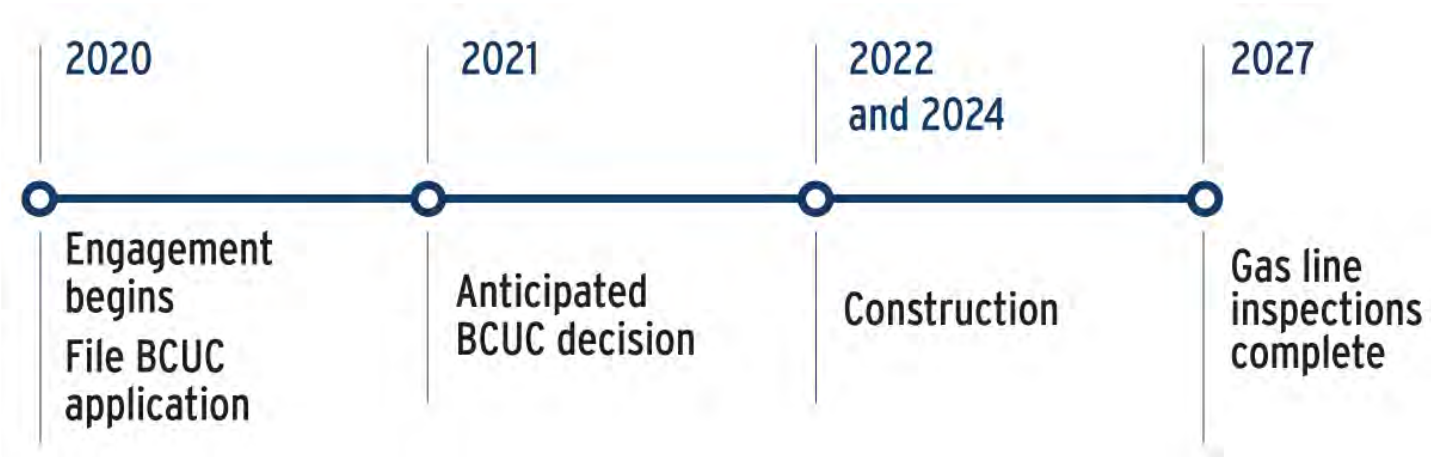 2020
Engagement
begins
File BCUC
application
2021
Anticipated
BCUC decision
2022
and 2024
Construction
2027
Gas line
inspections
complete